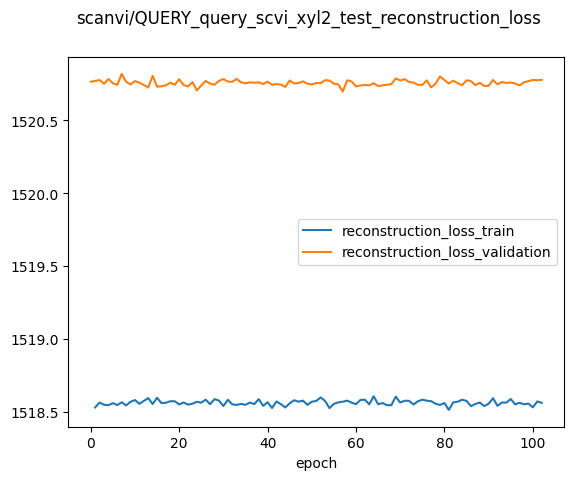 scanvi/QUERY_query_scvi_xyl2_test_reconstruction_loss
1520.5
1520.0
1519.5
1519.0
1518.5
reconstruction_loss_train
reconstruction_loss_validation
0 20 40 60 80 100
epoch